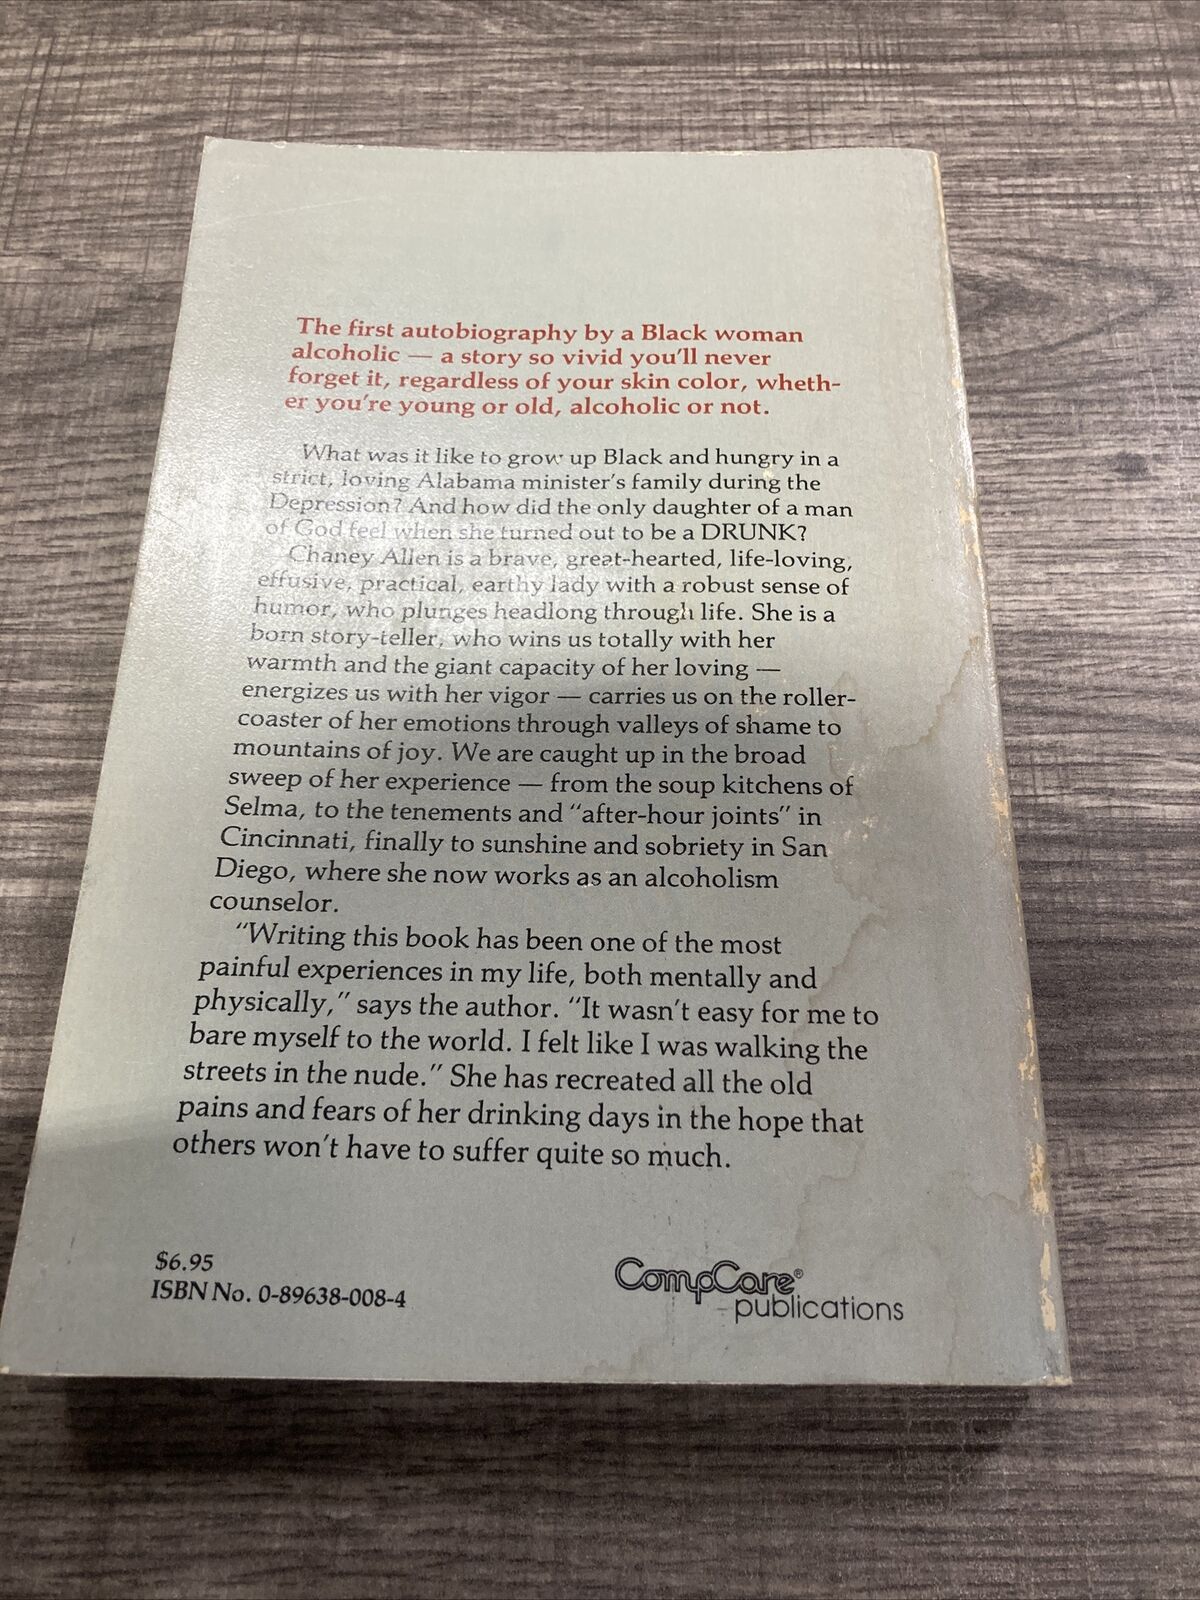 The first autobiography by a Black woman
alcoholic — a story so vivid you'll never
forget it, regardless of your skin color, wheth-
er you're young or old, alcoholic or not.
What was it like to grow up Black and hungry in a
strict, loving Alabama minister's family during the
Depression? And how did the only daughter of a man
of God feel when she turned out to be a DRUNK?
Chaney Allen is a brave, great-hearted, life-loving,
effusive, practical, earthy lady with a robust sense of
humor, who plunges headlong through life. She is a
born story-teller, who wins us totally with her
warmth and the giant capacity of her loving —
energizes us with her vigor — carries us on the roller-
coaster of her emotions through valleys of shame to
mountains of joy. We are caught up in the broad
sweep of her experience — from the soup kitchens of
Selma, to the tenements and "after-hour joints" in
Cincinnati, finally to sunshine and sobriety in San
Diego, where she now works as an alcoholism
counselor.
"Writing this book has been one of the most
painful experiences in my life, both mentally and
physically," says the author. "It wasn't easy for me to
bare myself to the world. I felt like I was walking the
streets in the nude." She has recreated all the old
pains and fears of her drinking days in the hope that
others won't have to suffer quite so much.
$6.95
ISBN No. 0-89638-008-4
CompCare®
publications